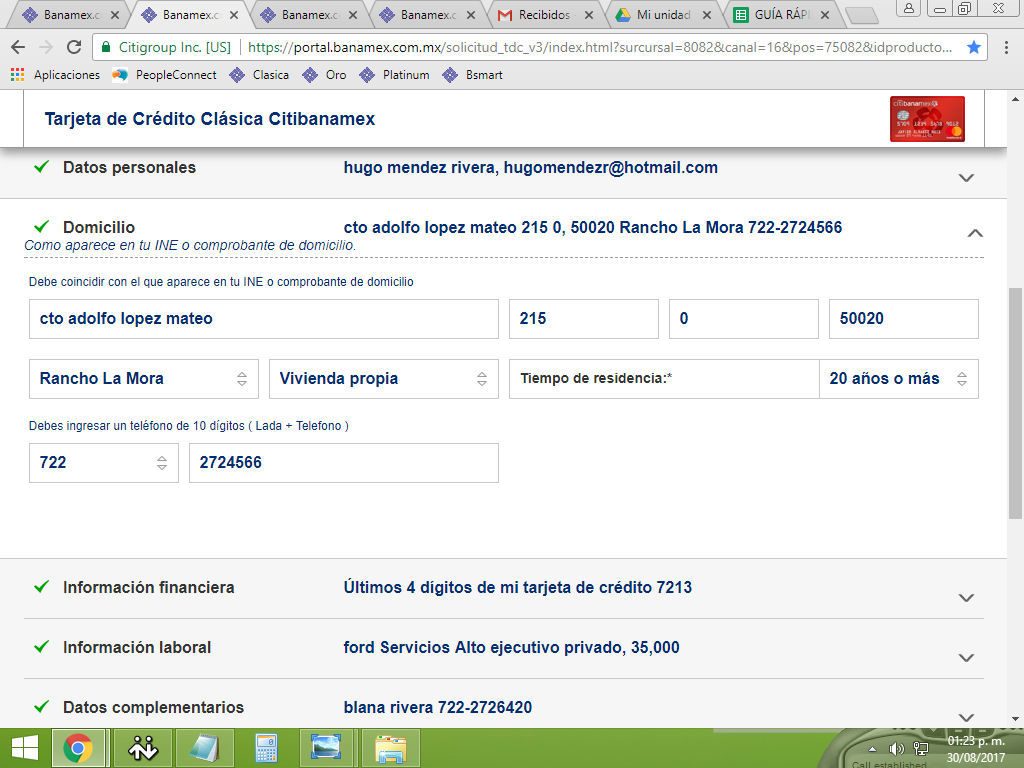 Banamex.c
Banamex.c
Banamex.c
Banamex.c
Recibidos
Mi unidad
GUÍA RÁPI
Citigroup Inc. [US]
https://portal.banamex.com.mx/solicitud_tdc_v3/index.html?surcursal=8082&canal=16&pos=75082&idproducto...
Aplicaciones
PeopleConnect
Clasica
Oro
Platinum
Bsmart
Tarjeta de Crédito Clásica Citibanamex
citibanamex
Datos personales
hugo mendez rivera, hugomendezr@hotmail.com
Domicilio
cto adolfo lopez mateo 215 0, 50020 Rancho La Mora 722-2724566
Como aparece en tu INE o comprobante de domicilio.
Debe coincidir con el que aparece en tu INE o comprobante de domicilio
cto adolfo lopez mateo
215
0
50020
Rancho La Mora
Vivienda propia
Tiempo de residencia:*
20 años o más
Debes ingresar un teléfono de 10 dígitos ( Lada + Telefono )
722
2724566
Información financiera
Últimos 4 dígitos de mi tarjeta de crédito 7213
Información laboral
ford Servicios Alto ejecutivo privado, 35,000
Datos complementarios
blana rivera 722-2726420
01:23 p. m.
30/08/2017
Call established